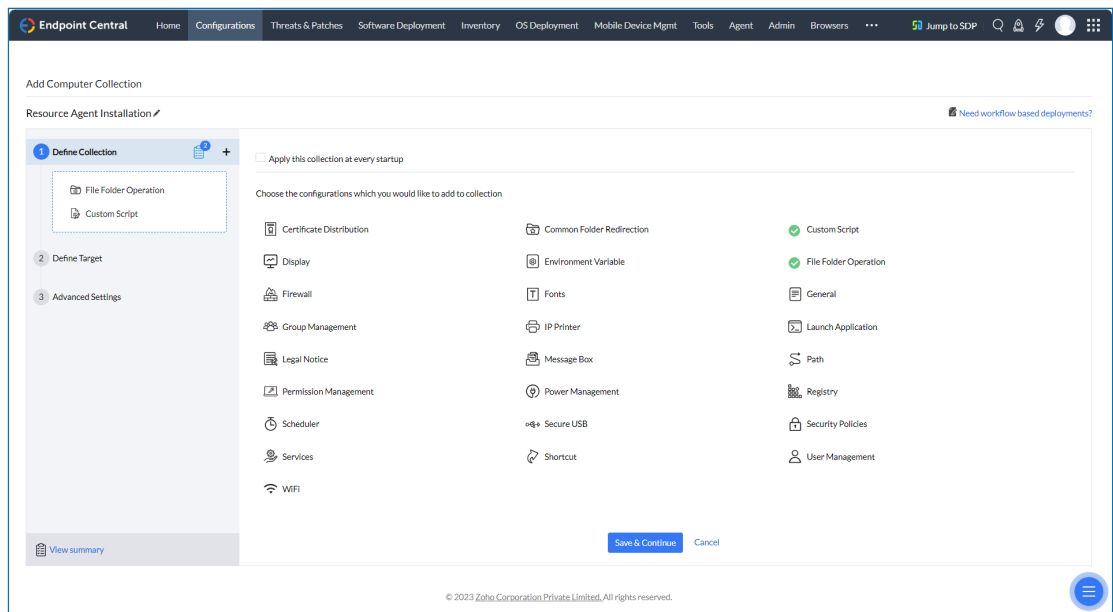 Endpoint Central Home Configurations Threats & Patches Software Deployment Inventory OS Deployment Mobile Device Mgmt Tools Agent Admin Browsers ••• Jump to SDP
Add Computer Collection
Resource Agent Installation Need workflow based deployments?
1 Define Collection 2 +
File Folder Operation
Custom Script
2 Define Target
3 Advanced Settings
View summary
Apply this collection at every startup
Choose the configurations which you would like to add to collection
Certificate Distribution Common Folder Redirection Custom Script
Display Environment Variable File Folder Operation
Firewall Fonts General
Group Management IP Printer Launch Application
Legal Notice Message Box Path
Permission Management Power Management Registry
Scheduler Secure USB Security Policies
Services Shortcut User Management
WiFi
Save & Continue Cancel
© 2023 Zoho Corporation Private Limited. All rights reserved.